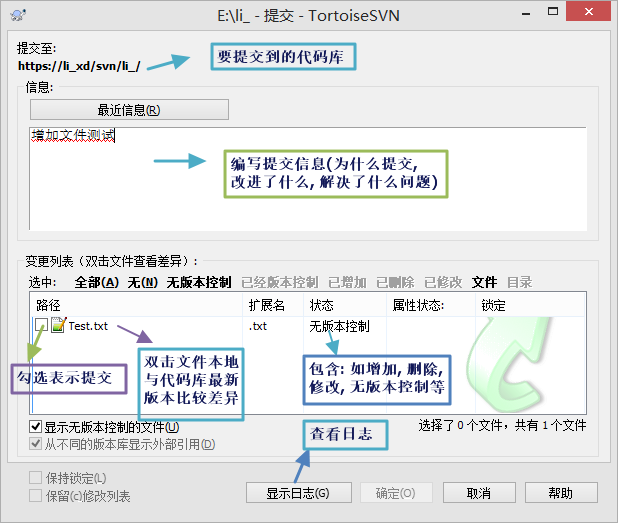 E:\li_ - 提交 - TortoiseSVN
提交至:
https://li_xd/svn/li_/
要提交到的代码库
信息:
最近信息(R)
增加文件测试
编写提交信息(为什么提交,
改进了什么, 解决了什么问题)
变更列表（双击文件查看差异）:
选中: 全部(A) 无(N) 无版本控制 已经版本控制 已增加 已删除 已修改 文件 目录
路径 扩展名 状态 属性状态: 锁定
Test.txt .txt 无版本控制
勾选表示提交
双击文件本地
与代码库最新
版本比较差异
包含: 如增加, 删除,
修改, 无版本控制等
显示无版本控制的文件(U)
选择了 0 个文件，共有 1 个文件
从不同的版本库显示外部引用(D)
查看日志
保持锁定(L)
保留(c)修改列表
显示日志(G) 确定(O) 取消 帮助